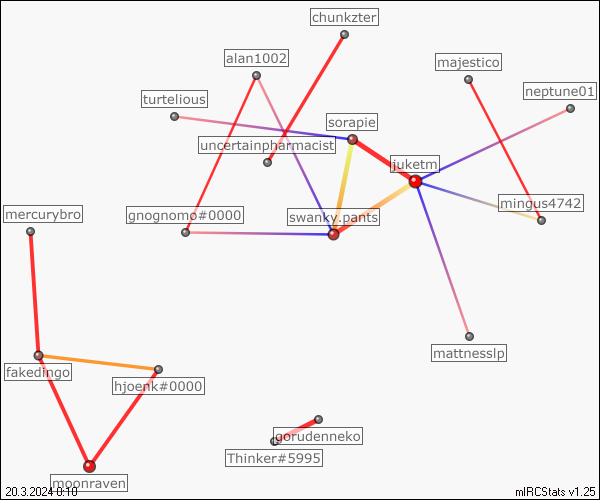 chunkzter
alan1002
majestico
neptune01
turtelious
sorapie
uncertainpharmacist
iuketm
mercurybro
gnognomo#0000
swanky.pants
mingus4742
mattnesslp
fakedingo
hjoenk#0000
gorudenneko
Thinker#5995
moonraven
20.3.2024 0:10
mIRCStats v1.25